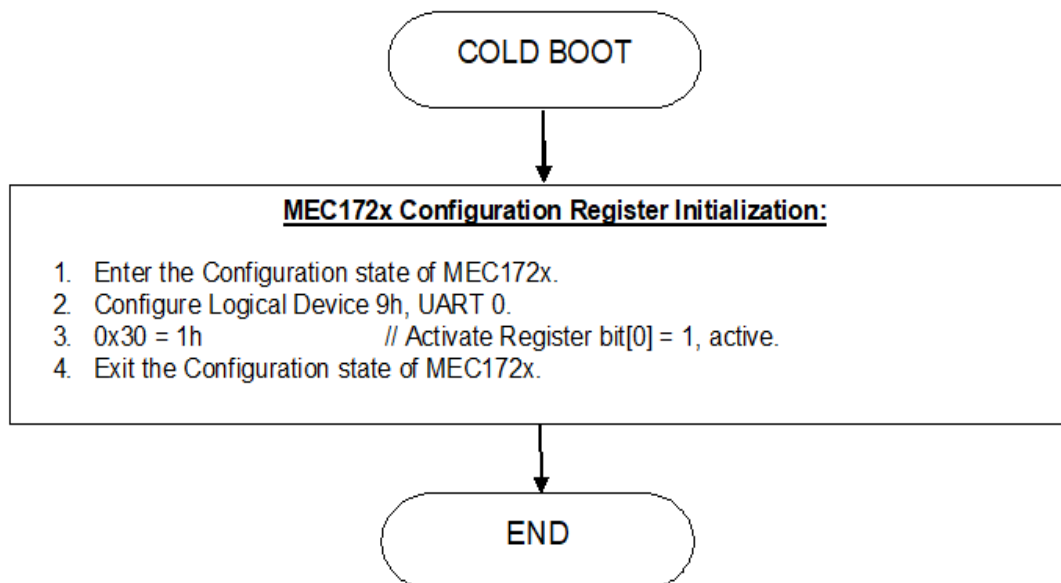 COLD BOOT
MEC172x Configuration Register Initialization:
1. Enter the Configuration state of MEC172x.
2. Configure Logical Device 9h, UART 0.
3. 0x30 = 1h // Activate Register bit[0] = 1, active.
4. Exit the Configuration state of MEC172x.
END